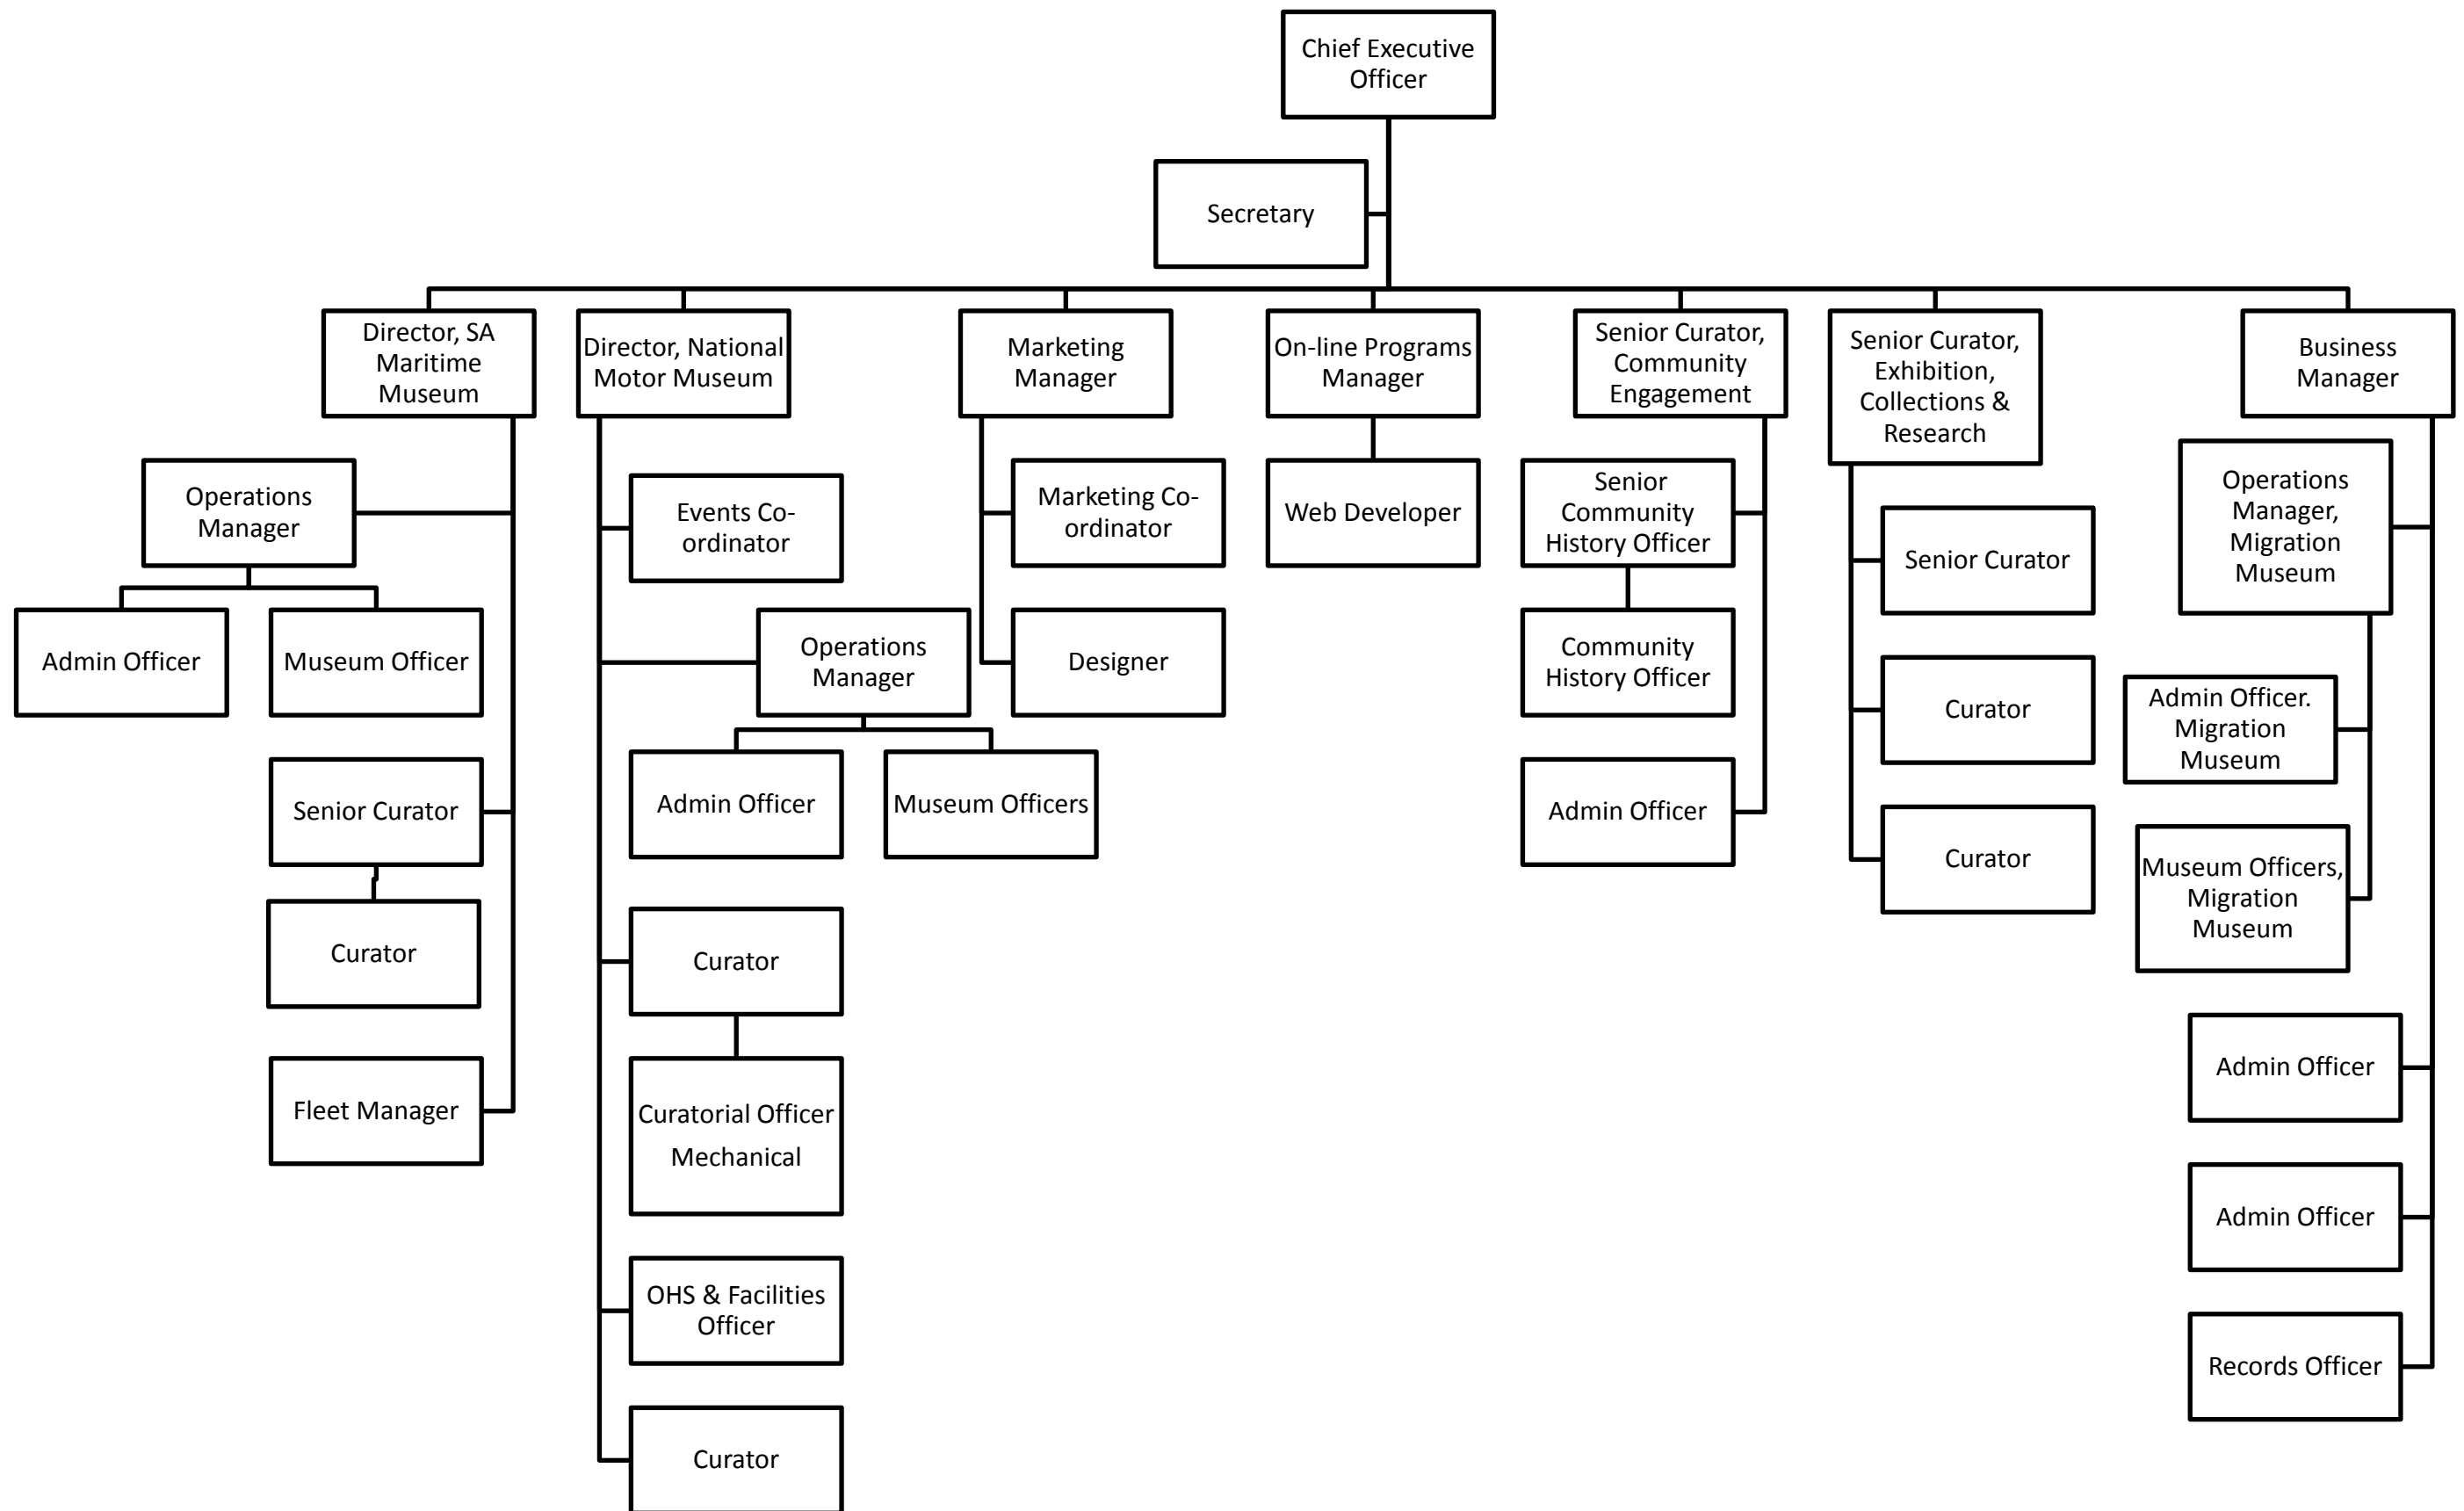 Chief Executive
Officer
Secretary
Director, SA
Maritime
Museum
Director, National
Motor Museum
Marketing
Manager
On-line Programs
Manager
Senior Curator,
Community
Engagement
Senior Curator,
Exhibition,
Collections &
Research
Business
Manager
Operations
Manager
Admin Officer
Museum Officer
Senior Curator
Curator
Fleet Manager
Events Co-
ordinator
Operations
Manager
Admin Officer
Museum Officers
Curator
Curatorial Officer
Mechanical
OHS & Facilities
Officer
Curator
Marketing Co-
ordinator
Designer
Web Developer
Senior
Community
History Officer
Community
History Officer
Admin Officer
Senior Curator
Curator
Curator
Operations
Manager,
Migration
Museum
Admin Officer.
Migration
Museum
Museum Officers,
Migration
Museum
Admin Officer
Admin Officer
Records Officer